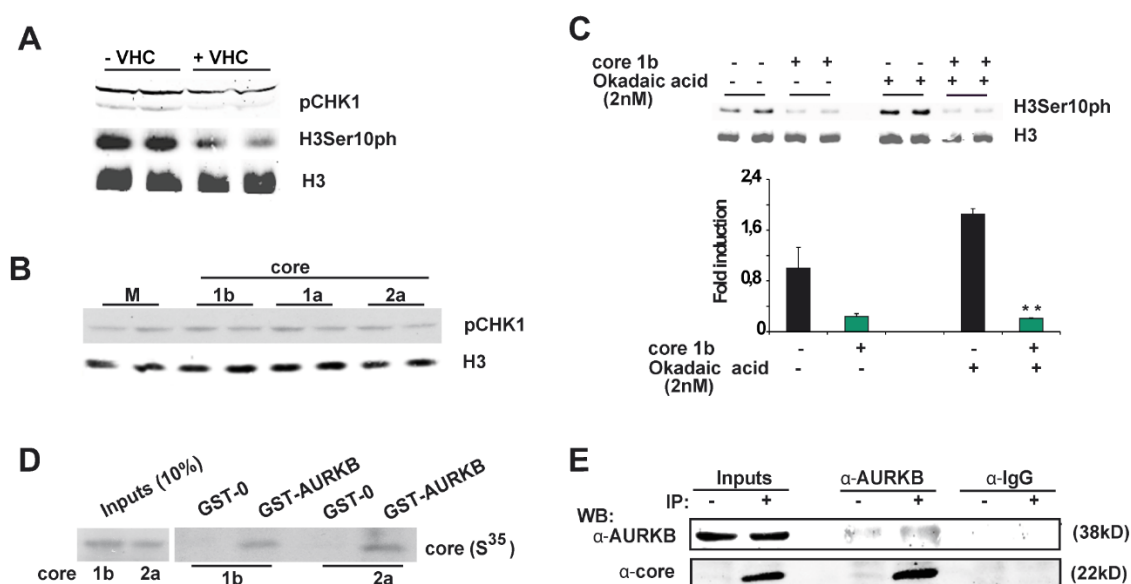 A
- VHC + VHC
pCHK1
H3Ser10ph
H3
B
core
M 1b 1a 2a
pCHK1
H3
C
core 1b - - + + - - + +
Okadaic acid - - - - + + + +
(2nM)
H3Ser10ph
H3
Fold induction
2,4
1,6
0.8
0
**
core 1b - + - +
Okadaic acid - - + +
(2nM)
D
Inputs (10%) GST-0 GST-AURKB GST-0 GST-AURKB
core (S35)
core 1b 2a 1b 2a
E
Inputs α-AURKB α-IgG
IP: - + - + - +
WB:
α-AURKB (38kD)
α-core (22kD)